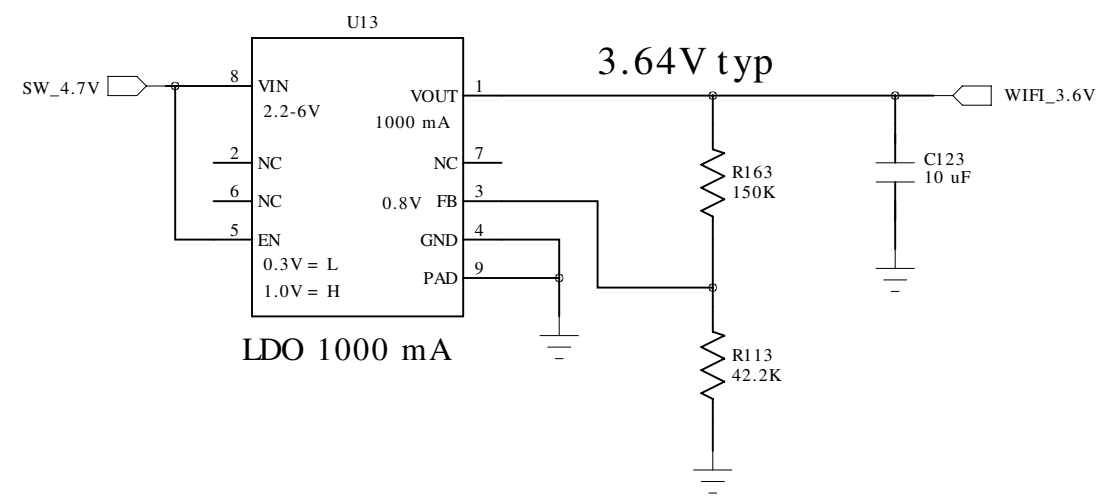 U13
3.64V typ
SW_4.7V
8
VIN
1
WIFI_3.6V
2.2-6V
VOUT
1000 mA
2
NC
NC
7
C123
10 uF
R163
150K
6
NC
0.8V
FB
3
5
EN
GND
4
0.3V = L
PAD
9
1.0V = H
LDO 1000 mA
R113
42.2K